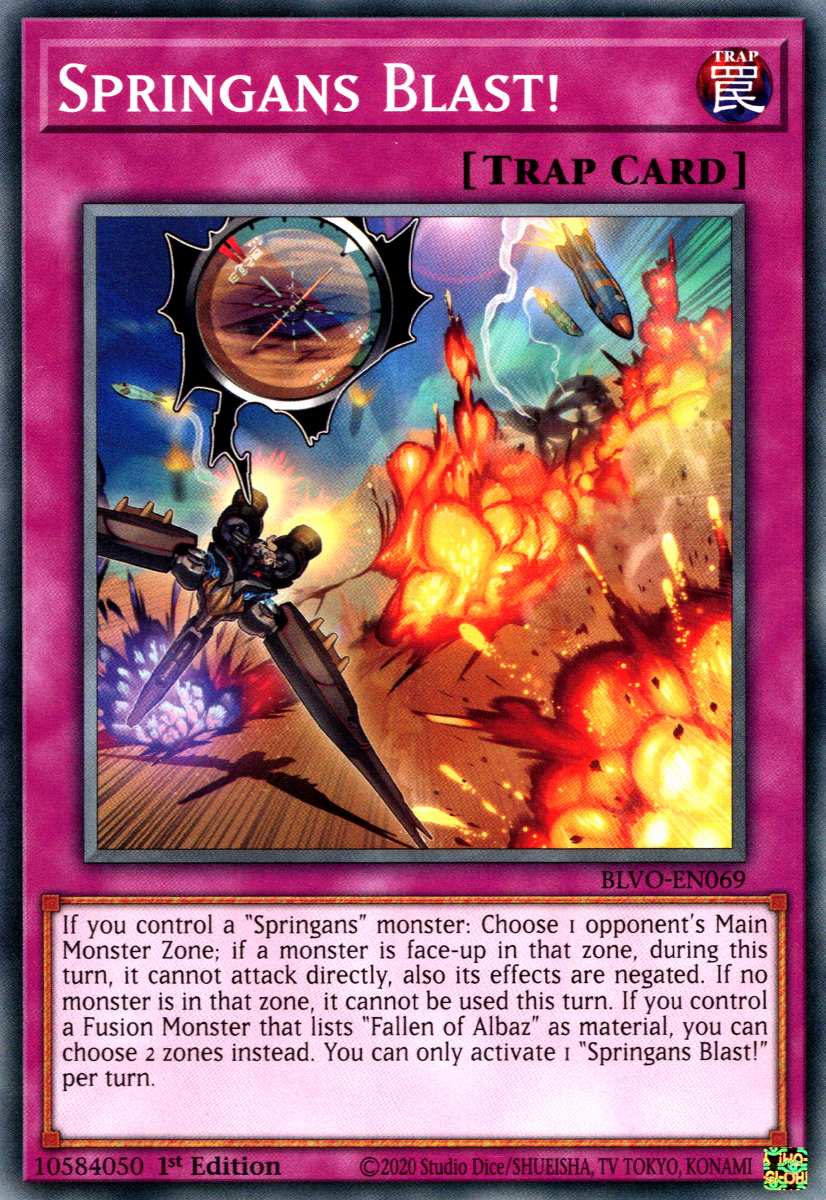 SPRINGANS BLAST!
TRAP
罠
[TRAP CARD]
BLVO-EN069
If you control a "Springans" monster: Choose 1 opponent's Main
Monster Zone; if a monster is face-up in that zone, during this
turn, it cannot attack directly, also its effects are negated. If no
monster is in that zone, it cannot be used this turn. If you control
a Fusion Monster that lists "Fallen of Albaz" as material, you can
choose 2 zones instead. You can only activate 1 "Springans Blast!"
per turn.
10584050 1st Edition ©2020 Studio Dice/SHUEISHA, TV TOKYO, KONAMI